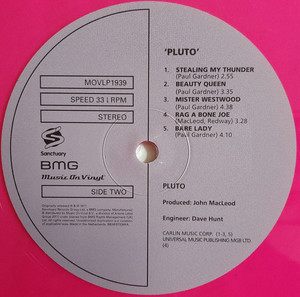 'PLUTO'
MOVLP1939
SPEED 33 ⅓ RPM
STEREO
Sanctuary
BMG
Music On Vinyl
SIDE TWO
1. STEALING MY THUNDER
(Paul Gardner) 2.55
2. BEAUTY QUEEN
(Paul Gardner) 3.35
3. MISTER WESTWOOD
(Paul Gardner) 4.38
4. RAG A BONE JOE
(MacLeod, Redway) 3.28
5. BARE LADY
(Paul Gardner) 4.10
PLUTO
Produced: John MacLeod
Engineer: Dave Hunt
CARLIN MUSIC CORP. (1-3, 5)
UNIVERSAL MUSIC PUBLISHING MGB LTD.
(4)